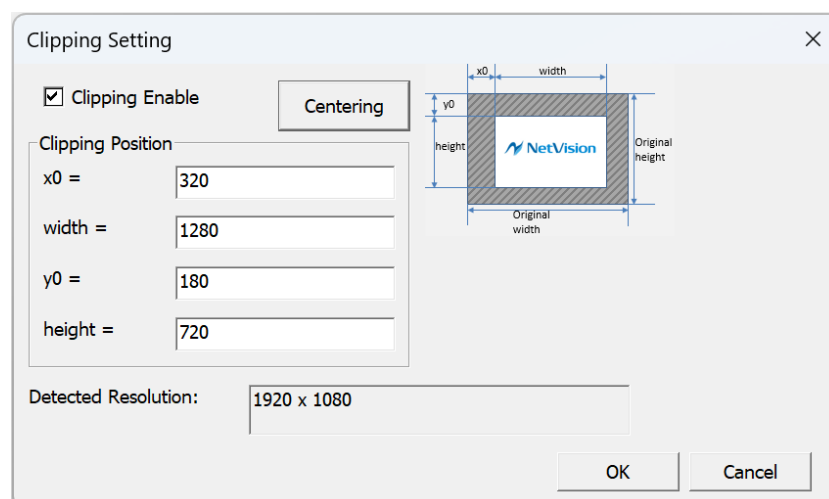 Clipping Setting
Clipping Enable
Centering
Clipping Position
x0 =
320
width =
1280
y0 =
180
height =
720
x0
width
y0
height
NetVision
Original
height
Original
width
Detected Resolution:
1920 x 1080
OK
Cancel